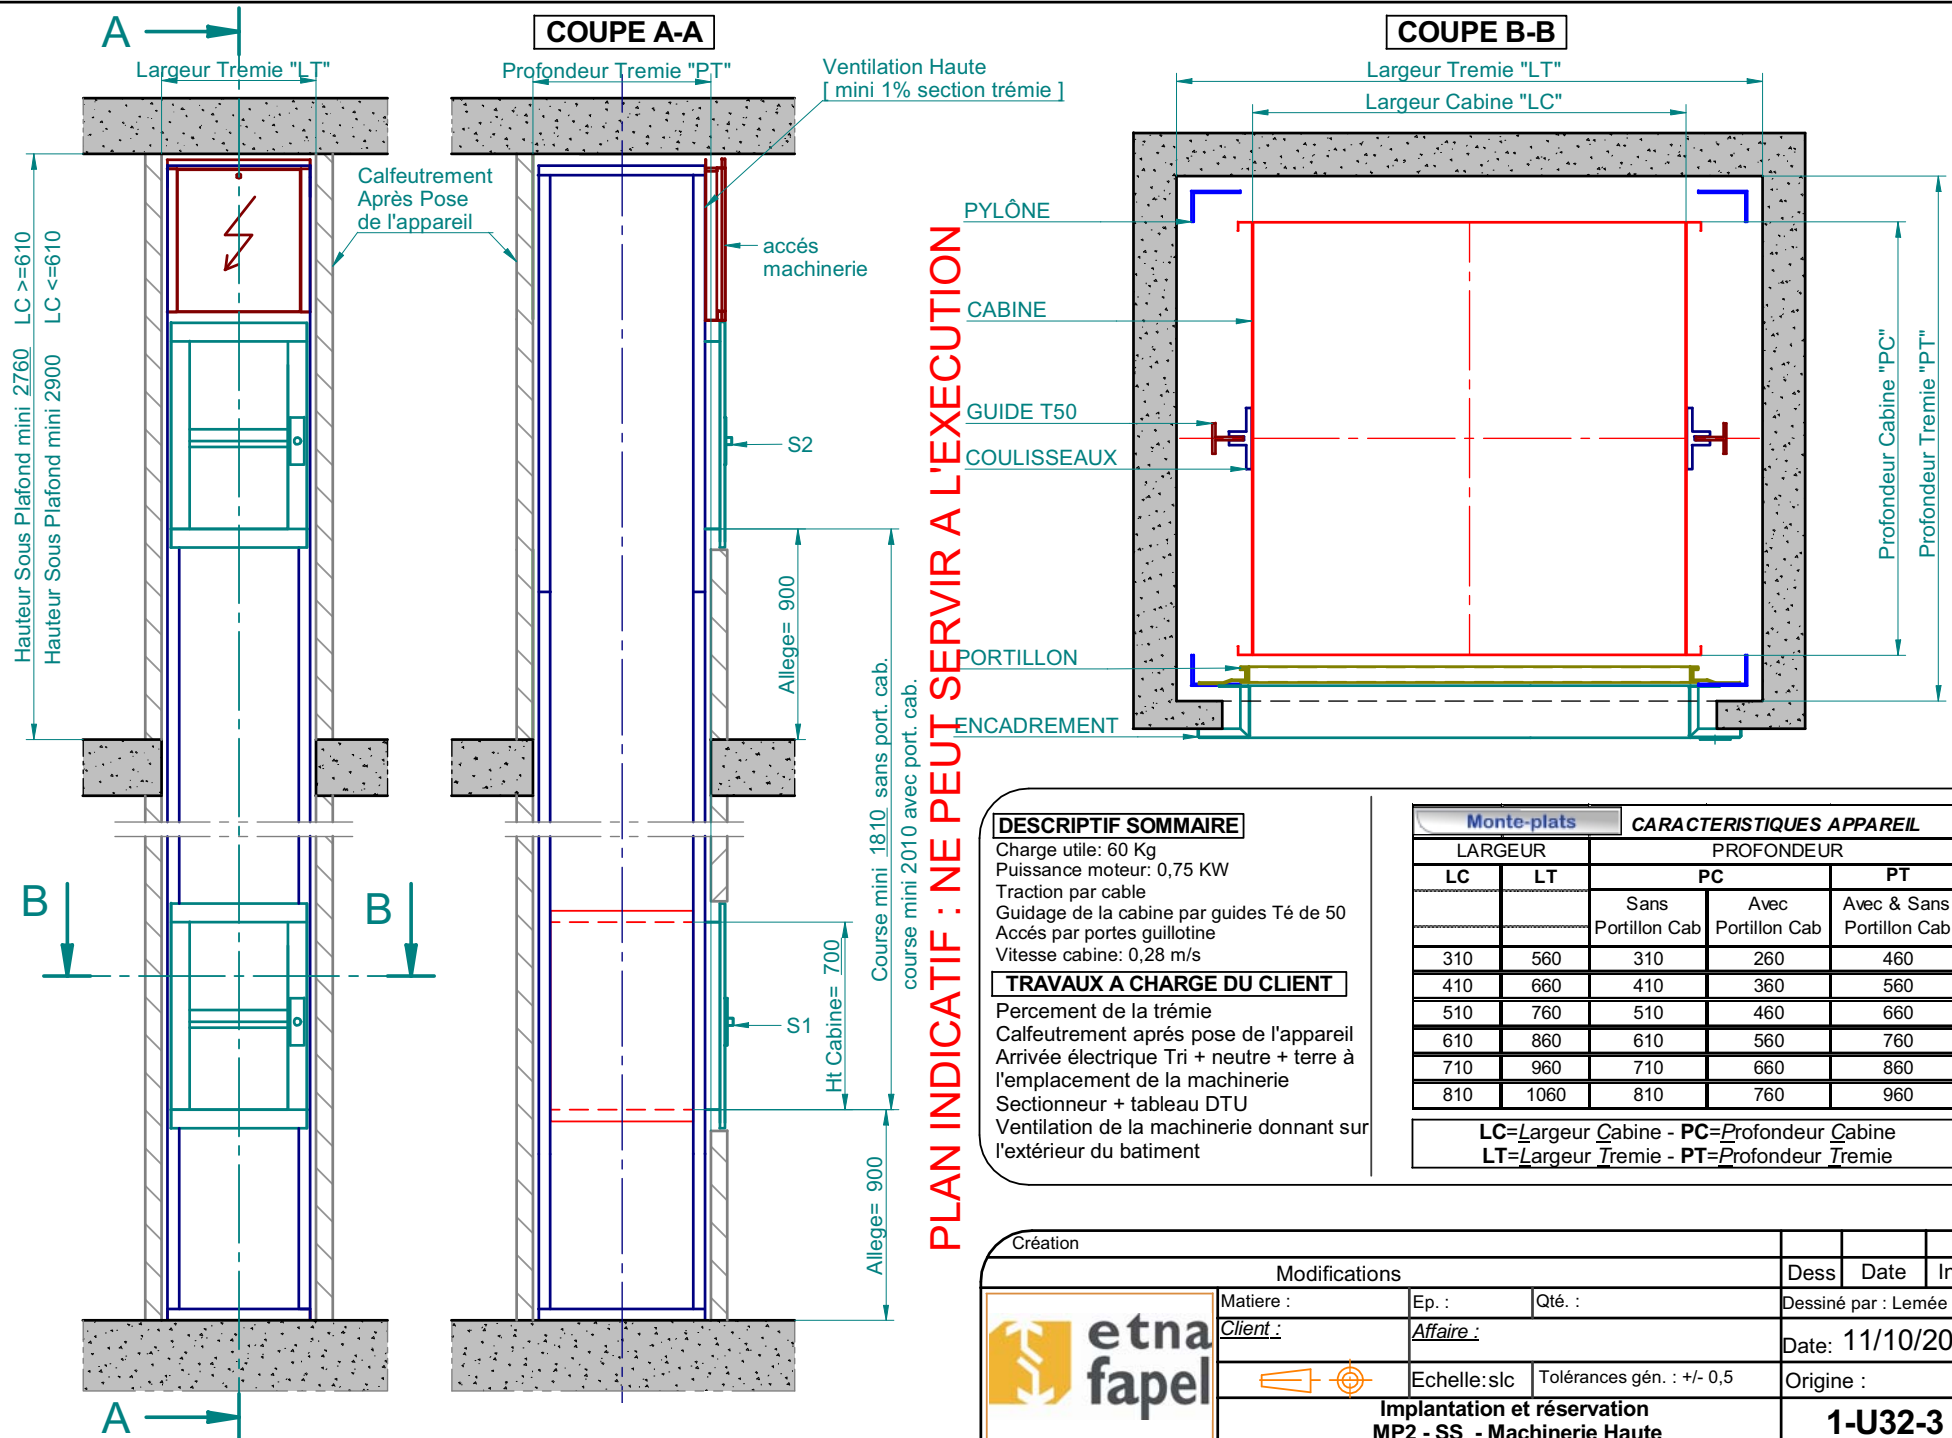 A
COUPE A-A
COUPE B-B
Largeur Tremie "LT"
Profondeur Tremie "PT"
Ventilation Haute
[ mini 1% section trémie ]
Largeur Tremie "LT"
Largeur Cabine "LC"
Calfeutrement
Après Pose
de l'appareil
accés
machinerie
Hauteur Sous Plafond mini 2760 LC >=610
Hauteur Sous Plafond mini 2900 LC <=610
S2
Allege= 900
Course mini 1810 sans port. cab.
course mini 2010 avec port. cab.
Ht Cabine= 700
S1
Allege= 900
B
B
A
PLAN INDICATIF : NE PEUT SERVIR A L'EXECUTION
PYLÔNE
CABINE
GUIDE T50
COULISSEAUX
PORTILLON
ENCADREMENT
Profondeur Cabine "PC"
Profondeur Tremie "PT"
DESCRIPTIF SOMMAIRE
Charge utile: 60 Kg
Puissance moteur: 0,75 KW
Traction par cable
Guidage de la cabine par guides Té de 50
Accés par portes guillotine
Vitesse cabine: 0,28 m/s
TRAVAUX A CHARGE DU CLIENT
Percement de la trémie
Calfeutrement aprés pose de l'appareil
Arrivée électrique Tri + neutre + terre à
l'emplacement de la machinerie
Sectionneur + tableau DTU
Ventilation de la machinerie donnant sur
l'extérieur du batiment
Monte-plats CARACTERISTIQUES APPAREIL
LARGEUR PROFONDEUR
LC LT PC PT
Sans Avec Avec & Sans
Portillon Cab Portillon Cab Portillon Cab
310 560 310 260 460
410 660 410 360 560
510 760 510 460 660
610 860 610 560 760
710 960 710 660 860
810 1060 810 760 960
LC=Largeur Cabine - PC=Profondeur Cabine
LT=Largeur Tremie - PT=Profondeur Tremie
Création
Modifications Dess Date
etna
fapel
Matiere : Ep. : Qté. : Dessiné par : Lemée
Client : Affaire : Date: 11/10/20
Echelle:slc Tolérances gén. : +/- 0,5 Origine :
Implantation et réservation
MP2 - SS - Machinerie Haute
1-U32-3